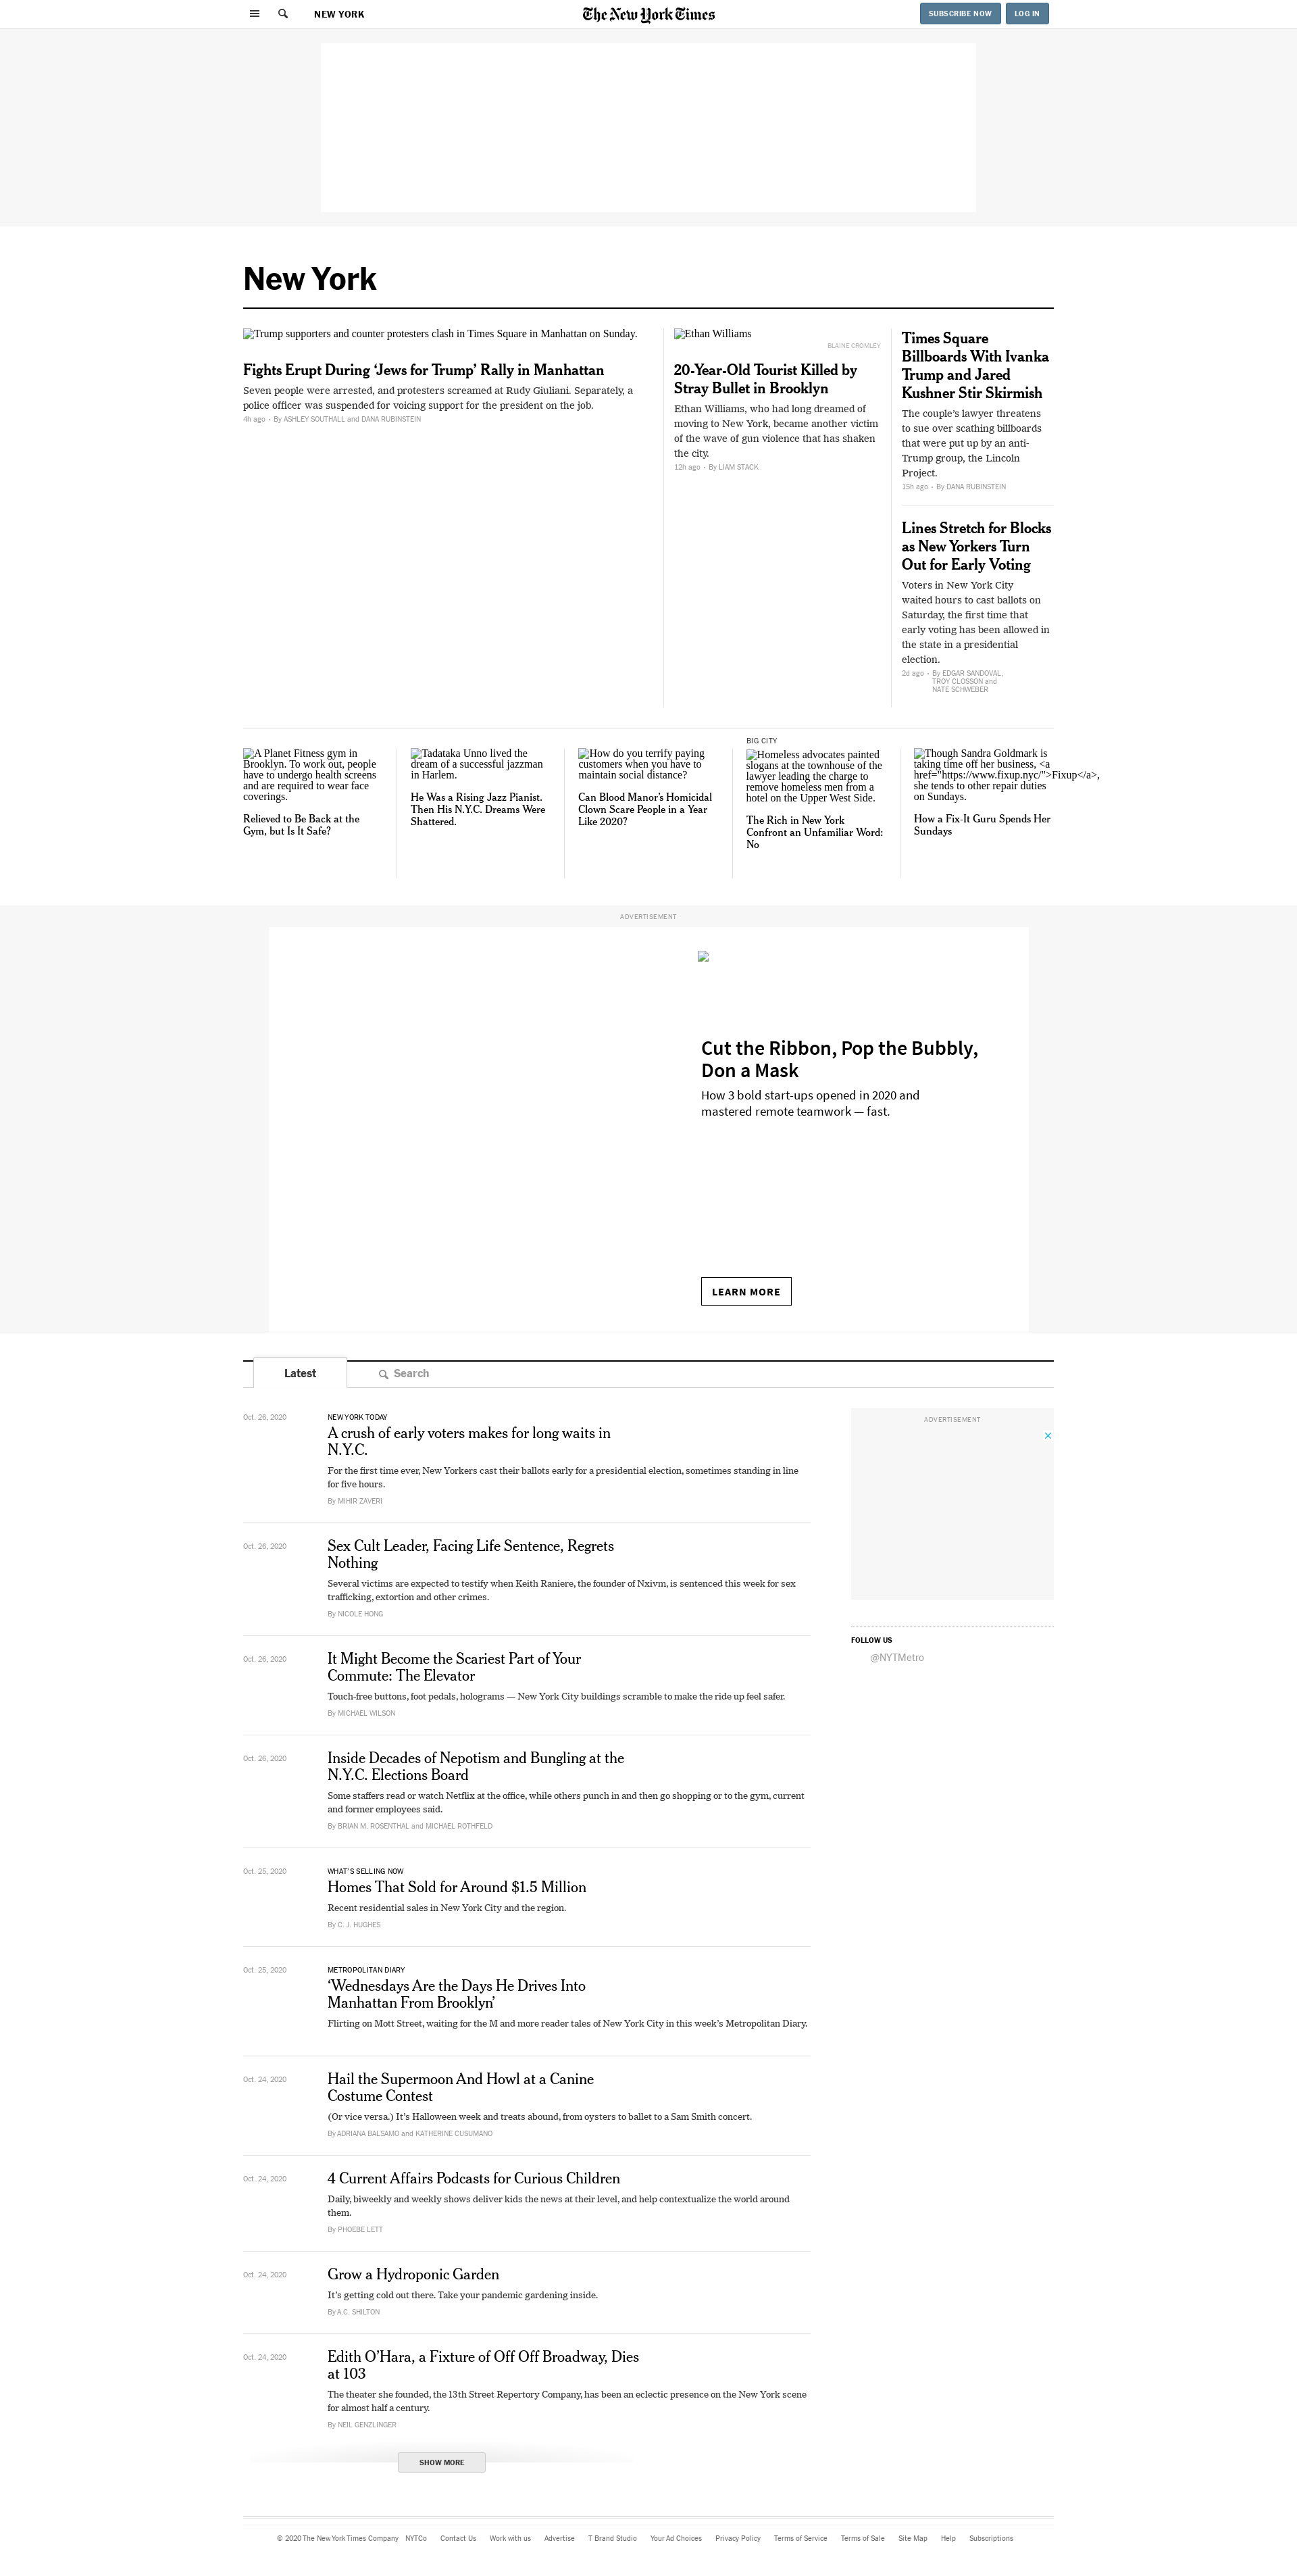 NEW YORK
The New York Times
SUBSCRIBE NOW
LOG IN
New York
Trump supporters and counter protesters clash in Times Square in Manhattan on Sunday.
Fights Erupt During ‘Jews for Trump’ Rally in Manhattan
Seven people were arrested, and protesters screamed at Rudy Giuliani. Separately, a
police officer was suspended for voicing support for the president on the job.
4h ago • By ASHLEY SOUTHALL and DANA RUBINSTEIN
Ethan Williams
BLAINE CROMLEY
20-Year-Old Tourist Killed by
Stray Bullet in Brooklyn
Ethan Williams, who had long dreamed of
moving to New York, became another victim
of the wave of gun violence that has shaken
the city.
12h ago • By LIAM STACK
Times Square
Billboards With Ivanka
Trump and Jared
Kushner Stir Skirmish
The couple’s lawyer threatens
to sue over scathing billboards
that were put up by an anti-
Trump group, the Lincoln
Project.
15h ago • By DANA RUBINSTEIN
Lines Stretch for Blocks
as New Yorkers Turn
Out for Early Voting
Voters in New York City
waited hours to cast ballots on
Saturday, the first time that
early voting has been allowed in
the state in a presidential
election.
2d ago • By EDGAR SANDOVAL,
TROY CLOSSON and
NATE SCHWEBER
A Planet Fitness gym in
Brooklyn. To work out, people
have to undergo health screens
and are required to wear face
coverings.
Relieved to Be Back at the
Gym, but Is It Safe?
Tadataka Unno lived the
dream of a successful jazzman
in Harlem.
He Was a Rising Jazz Pianist.
Then His N.Y.C. Dreams Were
Shattered.
How do you terrify paying
customers when you have to
maintain social distance?
Can Blood Manor’s Homicidal
Clown Scare People in a Year
Like 2020?
BIG CITY
Homeless advocates painted
slogans at the townhouse of the
lawyer leading the charge to
remove homeless men from a
hotel on the Upper West Side.
The Rich in New York
Confront an Unfamiliar Word:
No
Though Sandra Goldmark is
taking time off her business, <a
href="https://www.fixup.nyc/">Fixup</a>,
she tends to other repair duties
on Sundays.
How a Fix-It Guru Spends Her
Sundays
ADVERTISEMENT
Cut the Ribbon, Pop the Bubbly,
Don a Mask
How 3 bold start-ups opened in 2020 and
mastered remote teamwork — fast.
LEARN MORE
Latest
Search
Oct. 26, 2020
NEW YORK TODAY
A crush of early voters makes for long waits in
N.Y.C.
For the first time ever, New Yorkers cast their ballots early for a presidential election, sometimes standing in line
for five hours.
By MIHIR ZAVERI
ADVERTISEMENT
Oct. 26, 2020
Sex Cult Leader, Facing Life Sentence, Regrets
Nothing
Several victims are expected to testify when Keith Raniere, the founder of Nxivm, is sentenced this week for sex
trafficking, extortion and other crimes.
By NICOLE HONG
FOLLOW US
@NYTMetro
Oct. 26, 2020
It Might Become the Scariest Part of Your
Commute: The Elevator
Touch-free buttons, foot pedals, holograms — New York City buildings scramble to make the ride up feel safer.
By MICHAEL WILSON
Oct. 26, 2020
Inside Decades of Nepotism and Bungling at the
N.Y.C. Elections Board
Some staffers read or watch Netflix at the office, while others punch in and then go shopping or to the gym, current
and former employees said.
By BRIAN M. ROSENTHAL and MICHAEL ROTHFELD
Oct. 25, 2020
WHAT’S SELLING NOW
Homes That Sold for Around $1.5 Million
Recent residential sales in New York City and the region.
By C. J. HUGHES
Oct. 25, 2020
METROPOLITAN DIARY
‘Wednesdays Are the Days He Drives Into
Manhattan From Brooklyn’
Flirting on Mott Street, waiting for the M and more reader tales of New York City in this week’s Metropolitan Diary.
Oct. 24, 2020
Hail the Supermoon And Howl at a Canine
Costume Contest
(Or vice versa.) It’s Halloween week and treats abound, from oysters to ballet to a Sam Smith concert.
By ADRIANA BALSAMO and KATHERINE CUSUMANO
Oct. 24, 2020
4 Current Affairs Podcasts for Curious Children
Daily, biweekly and weekly shows deliver kids the news at their level, and help contextualize the world around
them.
By PHOEBE LETT
Oct. 24, 2020
Grow a Hydroponic Garden
It’s getting cold out there. Take your pandemic gardening inside.
By A.C. SHILTON
Oct. 24, 2020
Edith O’Hara, a Fixture of Off Off Broadway, Dies
at 103
The theater she founded, the 13th Street Repertory Company, has been an eclectic presence on the New York scene
for almost half a century.
By NEIL GENZLINGER
SHOW MORE
© 2020 The New York Times Company NYTCo Contact Us Work with us Advertise T Brand Studio Your Ad Choices Privacy Policy Terms of Service Terms of Sale Site Map Help Subscriptions